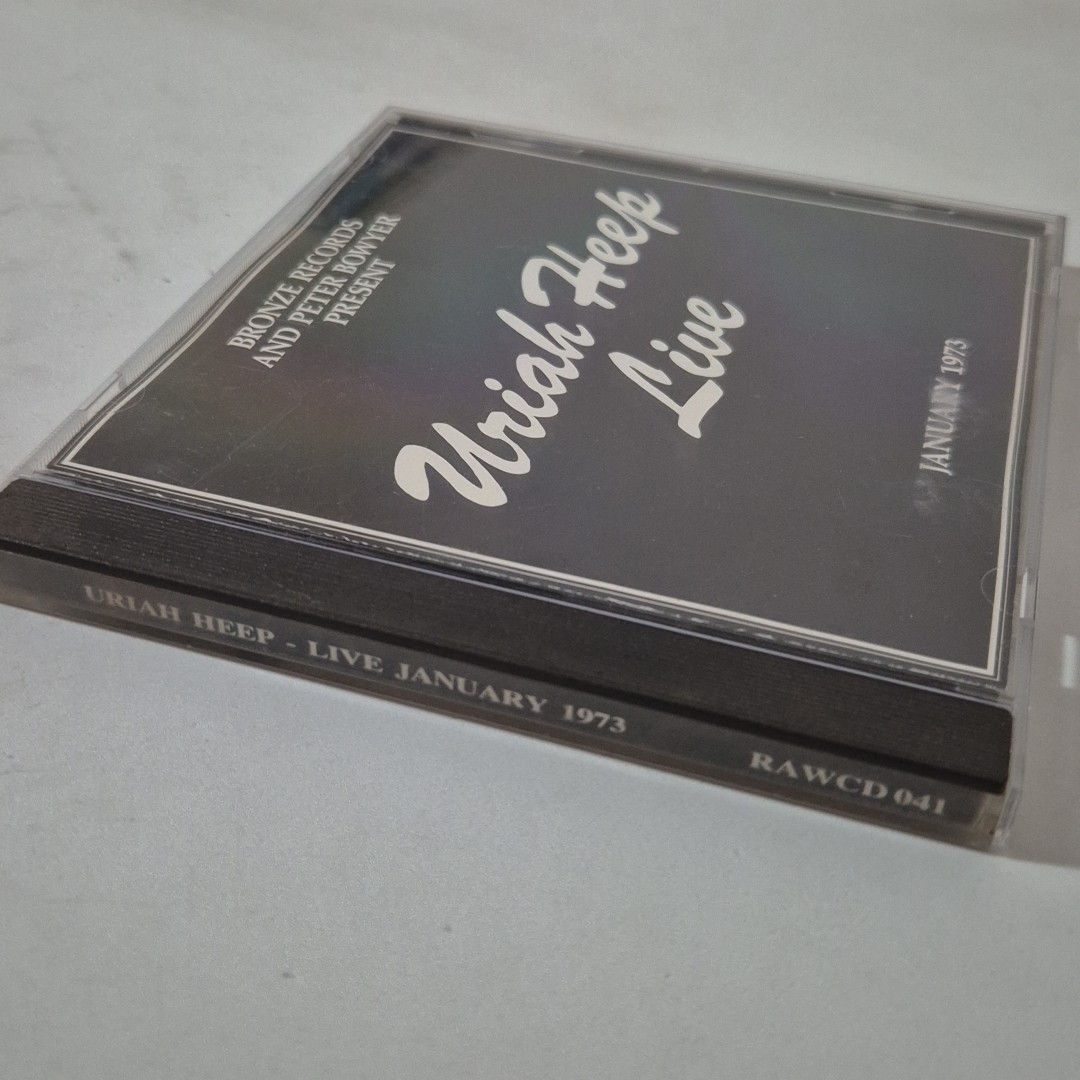 BRONZE RECORDS
AND PETER BOWYER
PRESENT
Uriah Heep
Live
JANUARY 1973
URIAH HEEP - LIVE JANUARY 1973
RAWCD 041